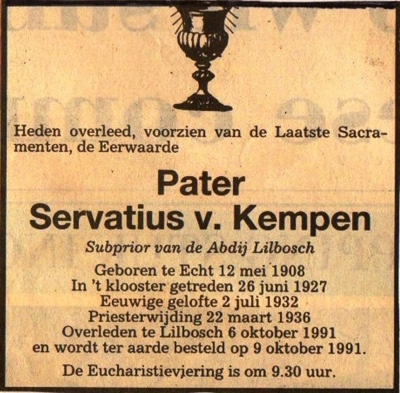 Heden overleed, voorzien van de Laatste Sacra-
menten, de Eerwaarde
Pater
Servatius v. Kempen
Subprior van de Abdij Lilbosch
Geboren te Echt 12 mei 1908
In 't klooster getreden 26 juni 1927
Eeuwige gelofte 2 juli 1932
Priesterwijding 22 maart 1936
Overleden te Lilbosch 6 oktober 1991
en wordt ter aarde besteld op 9 oktober 1991.
De Eucharistievjering is om 9.30 uur.